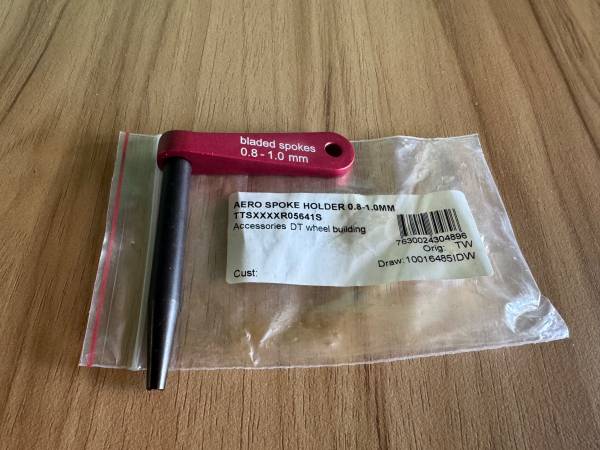 bladed spokes
0.8 - 1.0 mm
AERO SPOKE HOLDER 0.8-1.0MM
TTSXXXXR05641S
Accessories DT wheel building
7630024304896
Orig: TW
Draw:10016485IDW
Cust: